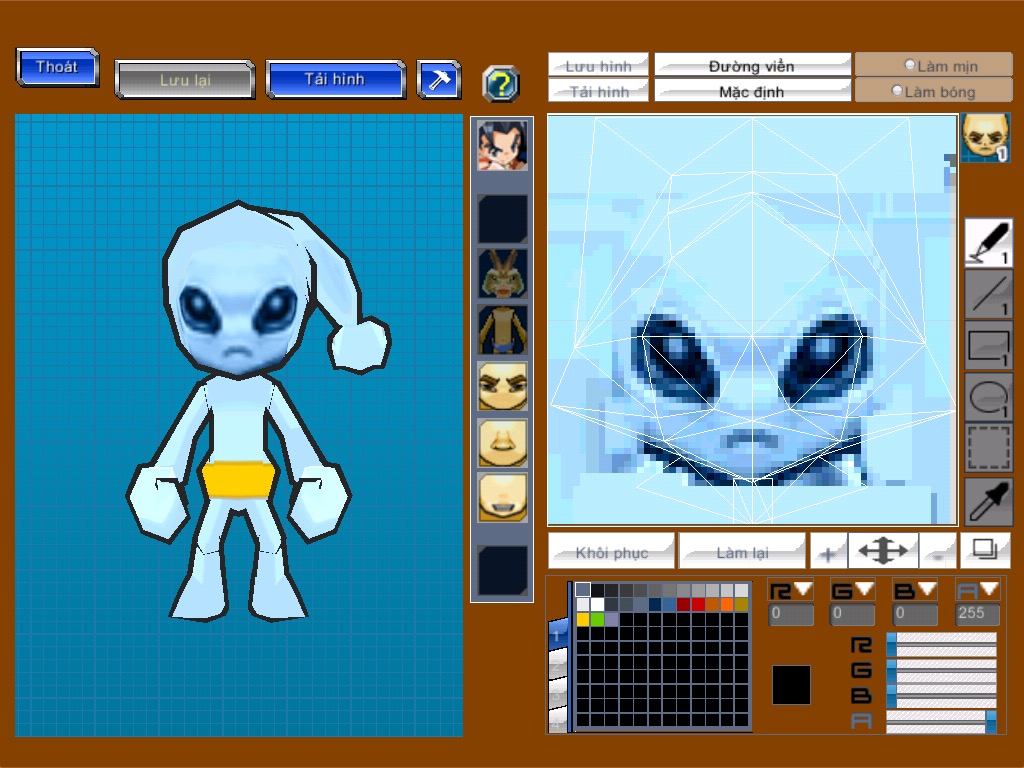 Thoát
Lưu lại
Tải hình
?
Lưu hình
Đường viền
Làm mịn
Tải hình
Mặc định
Làm bóng
1
1
1
1
1
Khôi phục
Làm lại
+
-
R
G
B
A
0
0
0
255
1
R
G
B
A